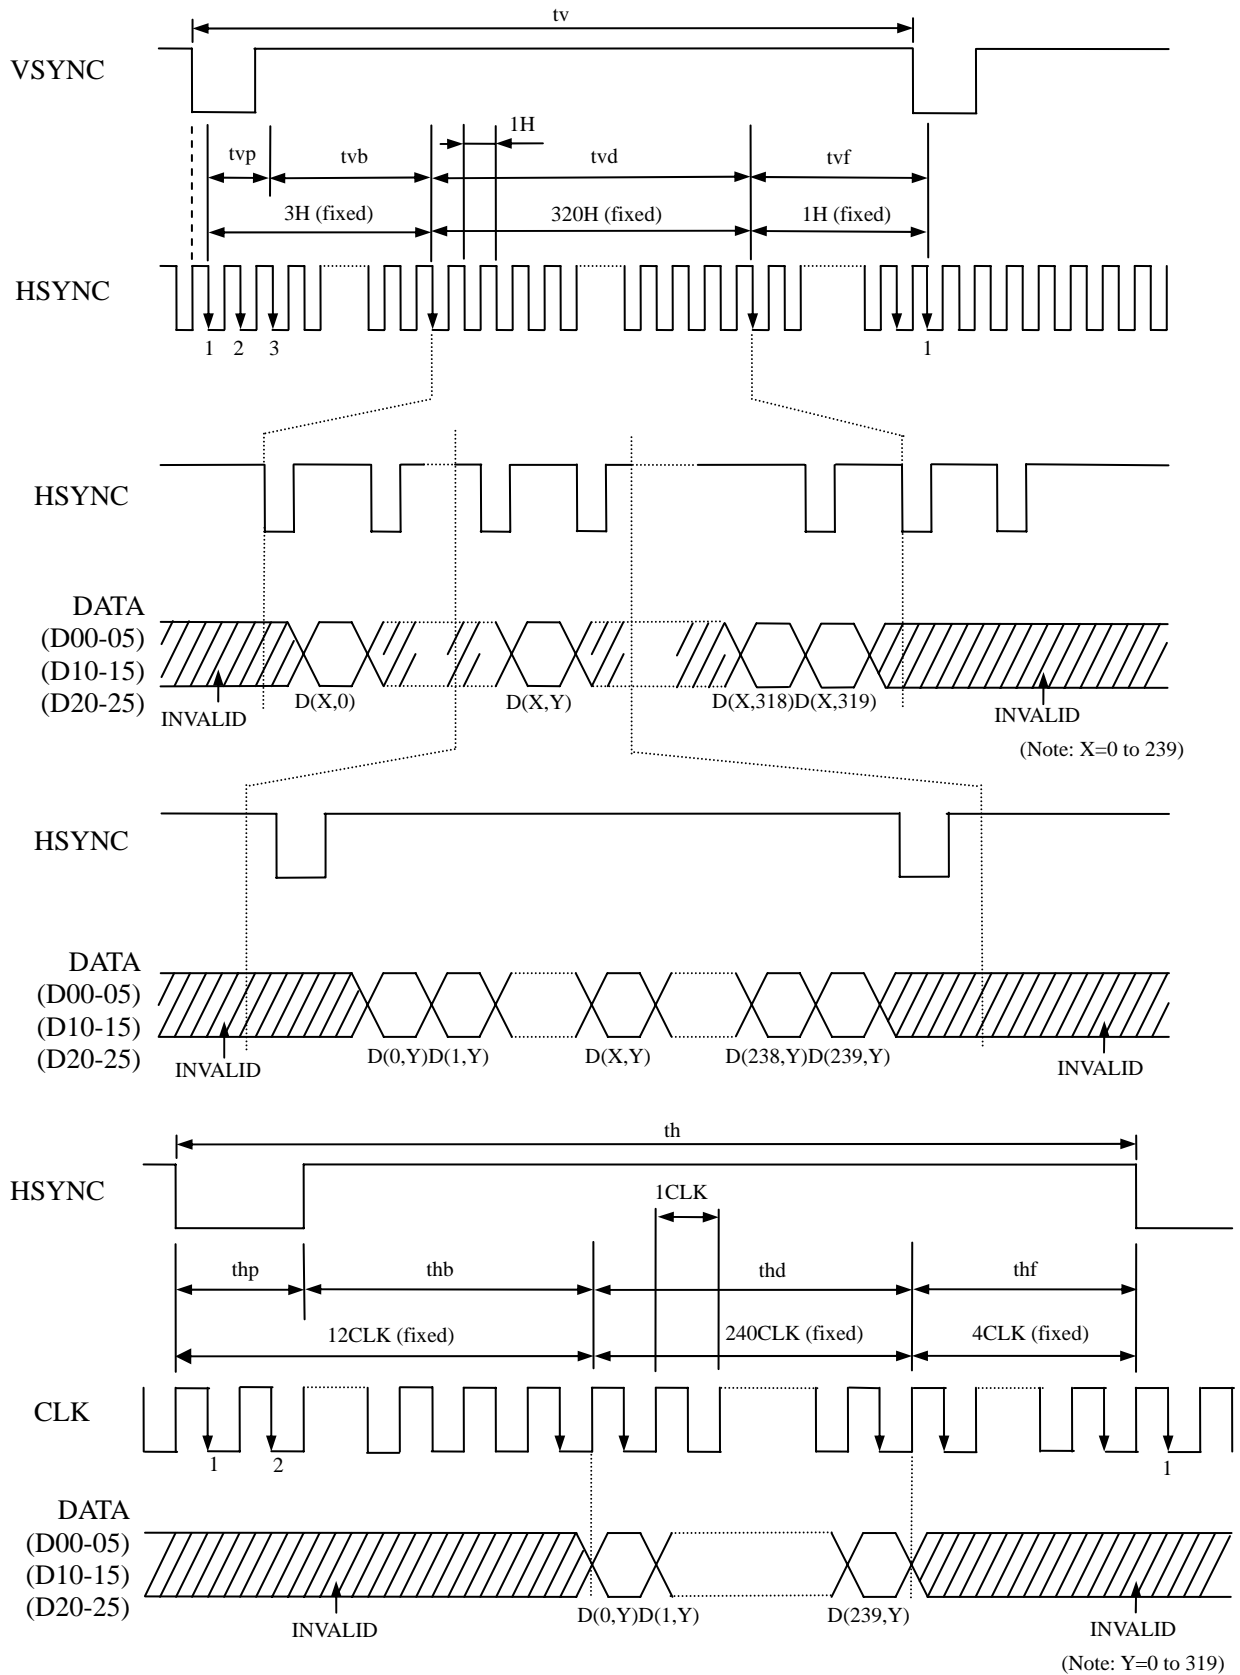 tv
VSYNC
1H
tvp tvb tvd tvf
3H (fixed) 320H (fixed) 1H (fixed)
HSYNC
1 2 3 1
HSYNC
DATA
(D00-05)
(D10-15)
(D20-25)
D(X,0) D(X,Y) D(X,318)D(X,319)
INVALID INVALID
(Note: X=0 to 239)
HSYNC
DATA
(D00-05)
(D10-15)
(D20-25)
D(0,Y)D(1,Y) D(X,Y) D(238,Y)D(239,Y)
INVALID INVALID
th
HSYNC
1CLK
thp thb thd thf
12CLK (fixed) 240CLK (fixed) 4CLK (fixed)
CLK
1 2 1
DATA
(D00-05)
(D10-15)
(D20-25)
D(0,Y)D(1,Y) D(239,Y)
INVALID INVALID
(Note: Y=0 to 319)